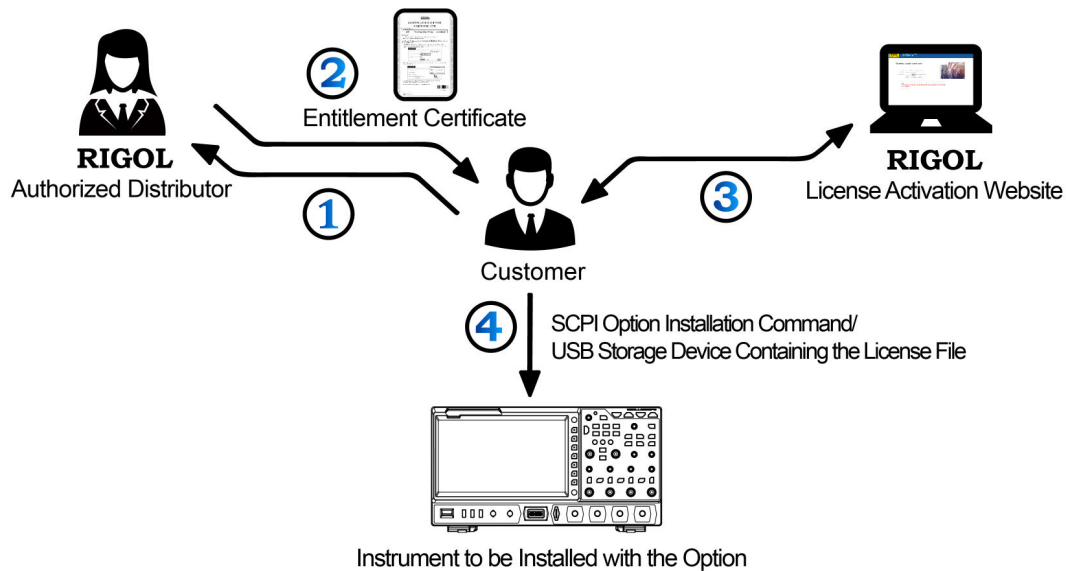 2
Entitlement Certificate
RIGOL
Authorized Distributor
1
RIGOL
License Activation Website
3
Customer
4
SCPI Option Installation Command/
USB Storage Device Containing the License File
Instrument to be Installed with the Option